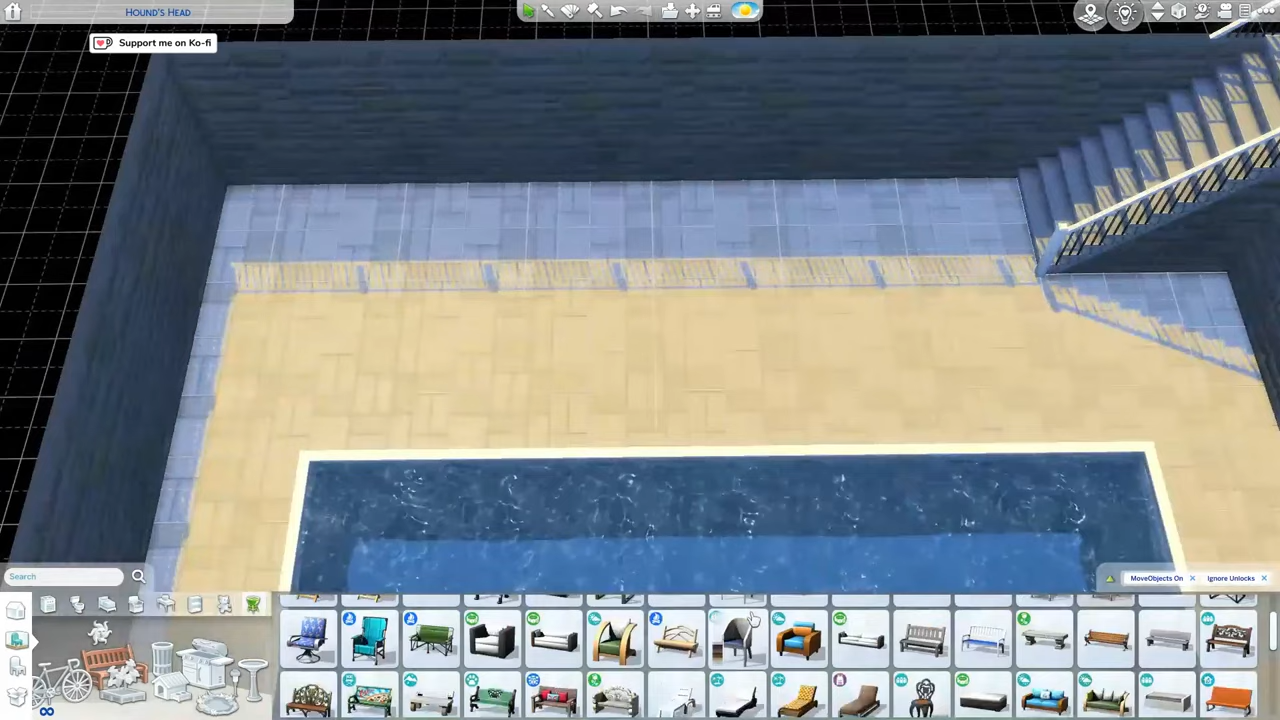 HOUND'S HEAD
Support me on Ko-fi
Search
MoveObjects On
Ignore Unlocks